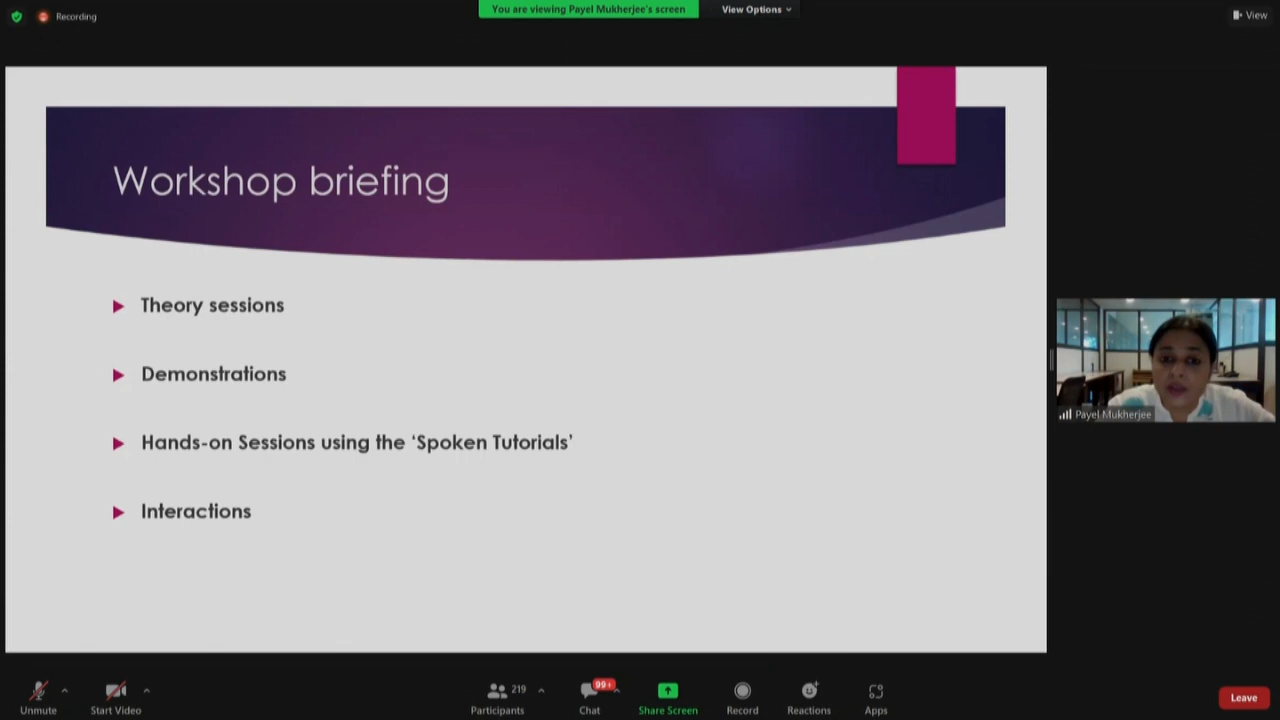 Recording
You are viewing Payel Mukherjee's screen
View Options
View
Workshop briefing
Theory sessions
Demonstrations
Hands-on Sessions using the ‘Spoken Tutorials’
Interactions
Payel Mukherjee
219
99+
Unmute
Start Video
Participants
Chat
Share Screen
Record
Reactions
Apps
Leave